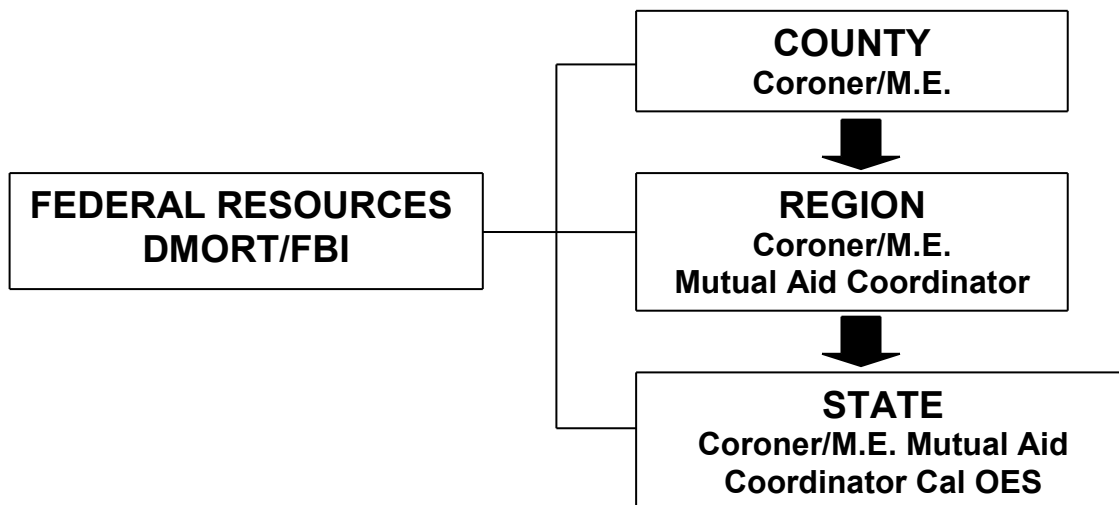 COUNTY
Coroner/M.E.
FEDERAL RESOURCES
DMORT/FBI
REGION
Coroner/M.E.
Mutual Aid Coordinator
STATE
Coroner/M.E. Mutual Aid
Coordinator Cal OES